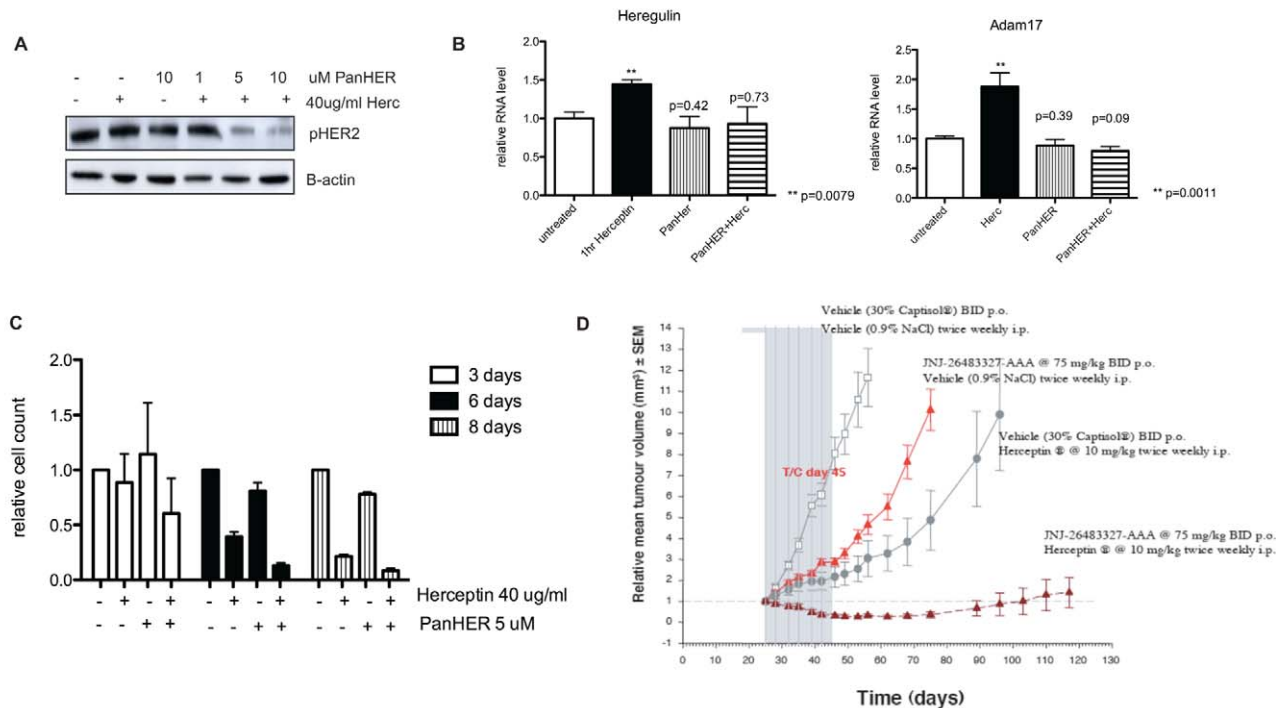 A
- - 10 1 5 10 uM PanHER
- + - + + + 40ug/ml Herc
pHER2
B-actin
B
Heregulin
relative RNA level
2.0
1.5
1.0
0.5
0.0
**
p=0.42
p=0.73
untreated
1hr Herceptin
PanHer
PanHER+Herc
** p=0.0079
Adam17
relative RNA level
2.5
2.0
1.5
1.0
0.5
0.0
**
p=0.39
p=0.09
untreated
Herc
PanHER
PanHER+Herc
** p=0.0011
C
relative cell count
2.0
1.5
1.0
0.5
0.0
3 days
6 days
8 days
- + - + - + - + - + - + Herceptin 40 ug/ml
- - + + - - + + - - + + PanHER 5 uM
D
Relative mean tumour volume (mm³) ± SEM
14
13
12
11
10
9
8
7
6
5
4
3
2
1
0
-1
Vehicle (30% Captisol®) BID p.o.
Vehicle (0.9% NaCl) twice weekly i.p.
JNJ-26483327-AAA @ 75 mg/kg BID p.o.
Vehicle (0.9% NaCl) twice weekly i.p.
T/C day 45
Vehicle (30% Captisol®) BID p.o.
Herceptin ® @ 10 mg/kg twice weekly i.p.
JNJ-26483327-AAA @ 75 mg/kg BID p.o.
Herceptin ® @ 10 mg/kg twice weekly i.p.
0 10 20 30 40 50 60 70 80 90 100 110 120 130
Time (days)